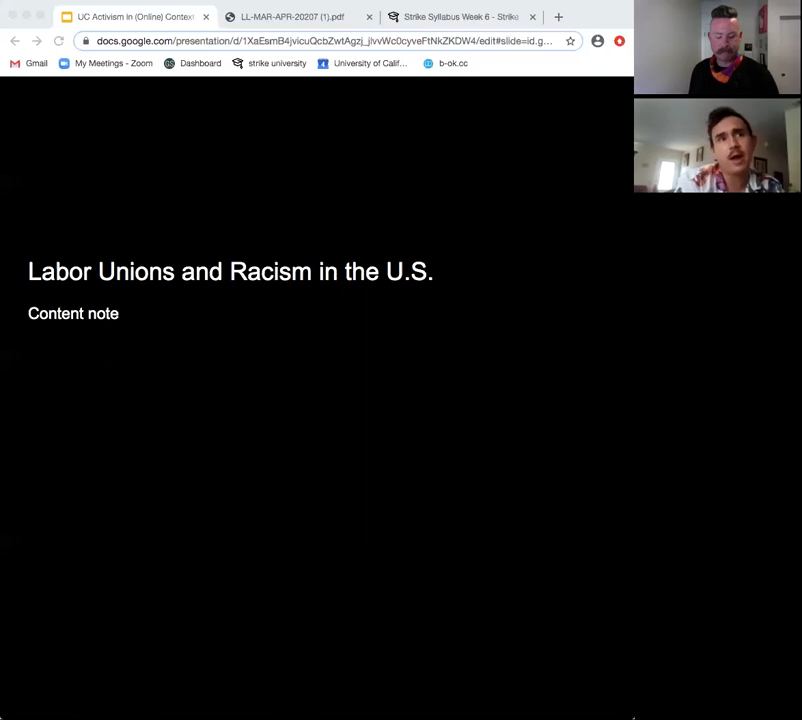 UC Activism In (Online) Context
LL-MAR-APR-20207 (1).pdf
Strike Syllabus Week 6 - Strike
docs.google.com/presentation/d/1XaEsmB4jvicuQcbZwtAgzj_jlvvWc0cyveFtNkZKDW4/edit#slide=id.g...
Gmail
My Meetings - Zoom
Dashboard
strike university
University of Calif...
b-ok.cc
Labor Unions and Racism in the U.S.
Content note